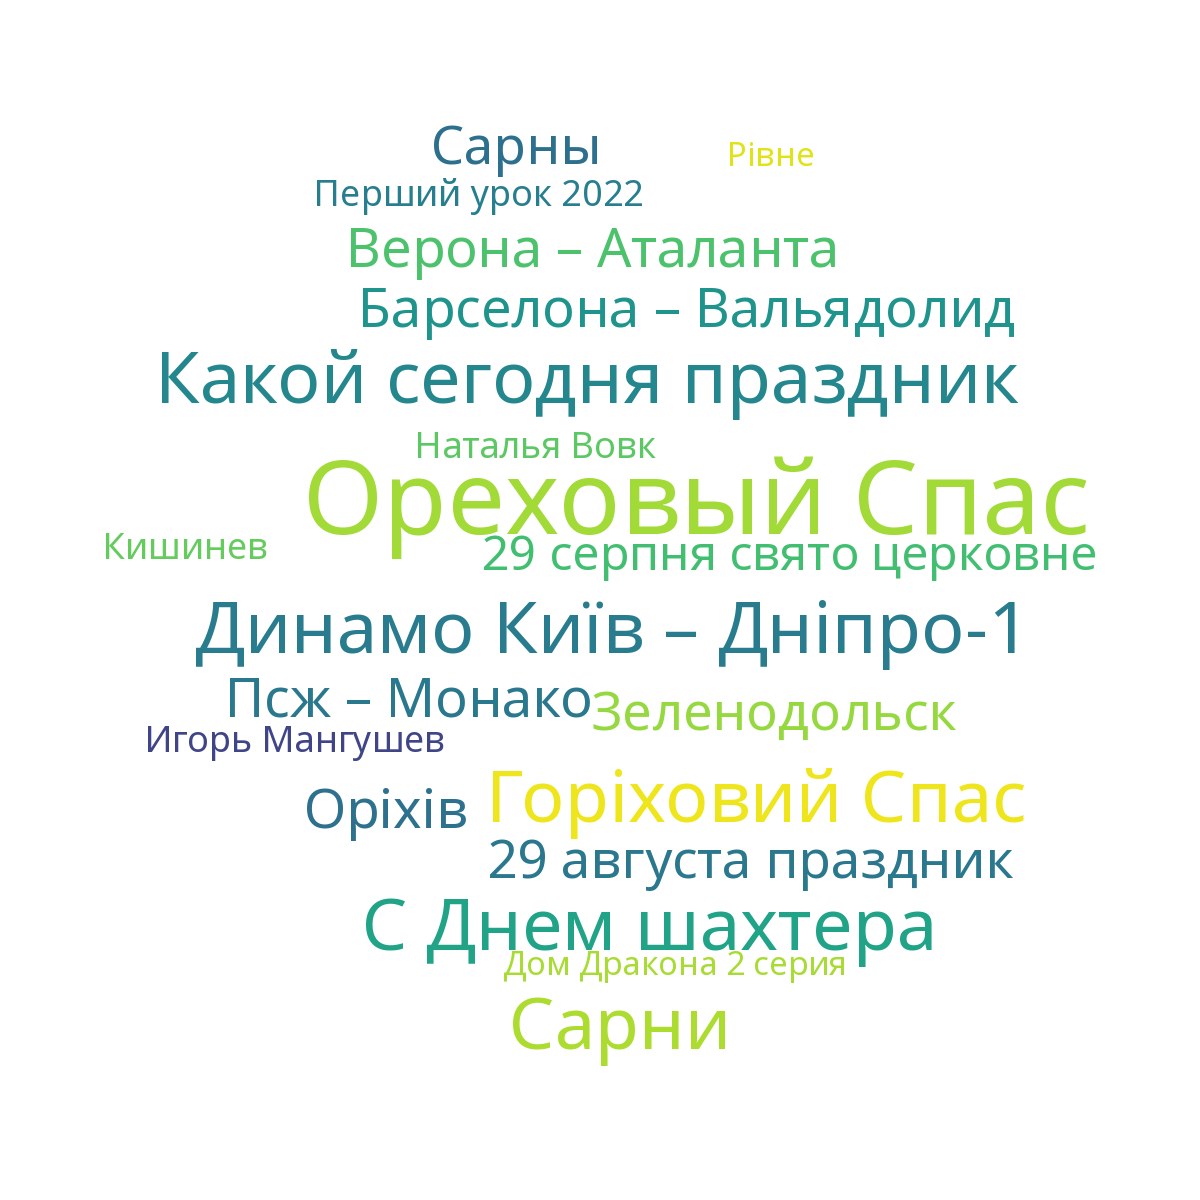 Сарны
Рівне
Перший урок 2022
Верона – Аталанта
Барселона – Вальядолид
Какой сегодня праздник
Наталья Вовк
Ореховый Спас
Кишинев
29 серпня свято церковне
Динамо Київ – Дніпро-1
Псж – Монако
Зеленодольск
Игорь Мангушев
Горіховий Спас
Оріхів
29 августа праздник
С Днем шахтера
Дом Дракона 2 серия
Сарни